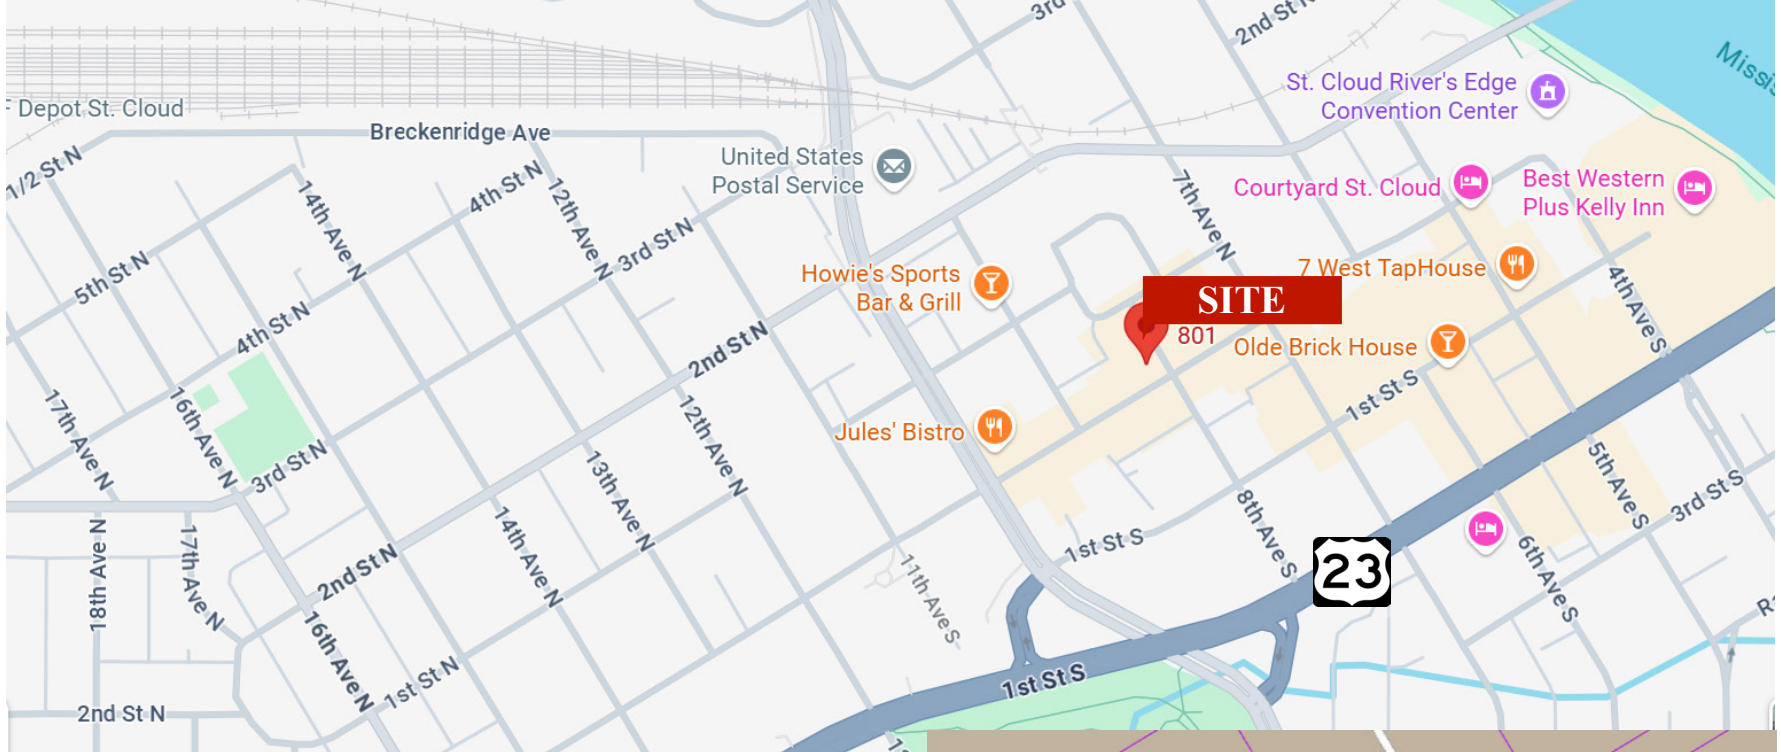 3rd
2nd St N
Missis
St. Cloud River's Edge
Convention Center
F Depot St. Cloud
Breckenridge Ave
United States
Postal Service
1/2 St N
14th Ave N
4th St N
12th Ave N
3rd St N
7th Ave N
Courtyard St. Cloud
Best Western
Plus Kelly Inn
5th St N
Howie's Sports
Bar & Grill
7 West TapHouse
4th Ave S
SITE
801
4th St N
2nd St N
Olde Brick House
1st St S
17th Ave N
16th Ave N
12th Ave N
Jules' Bistro
3rd St N
13th Ave N
8th Ave S
5th Ave S
3rd St S
18th Ave N
17th Ave N
14th Ave N
1st St S
6th Ave S
23
2nd St N
11th Ave S
16th Ave N
1st St N
1st St S
2nd St N